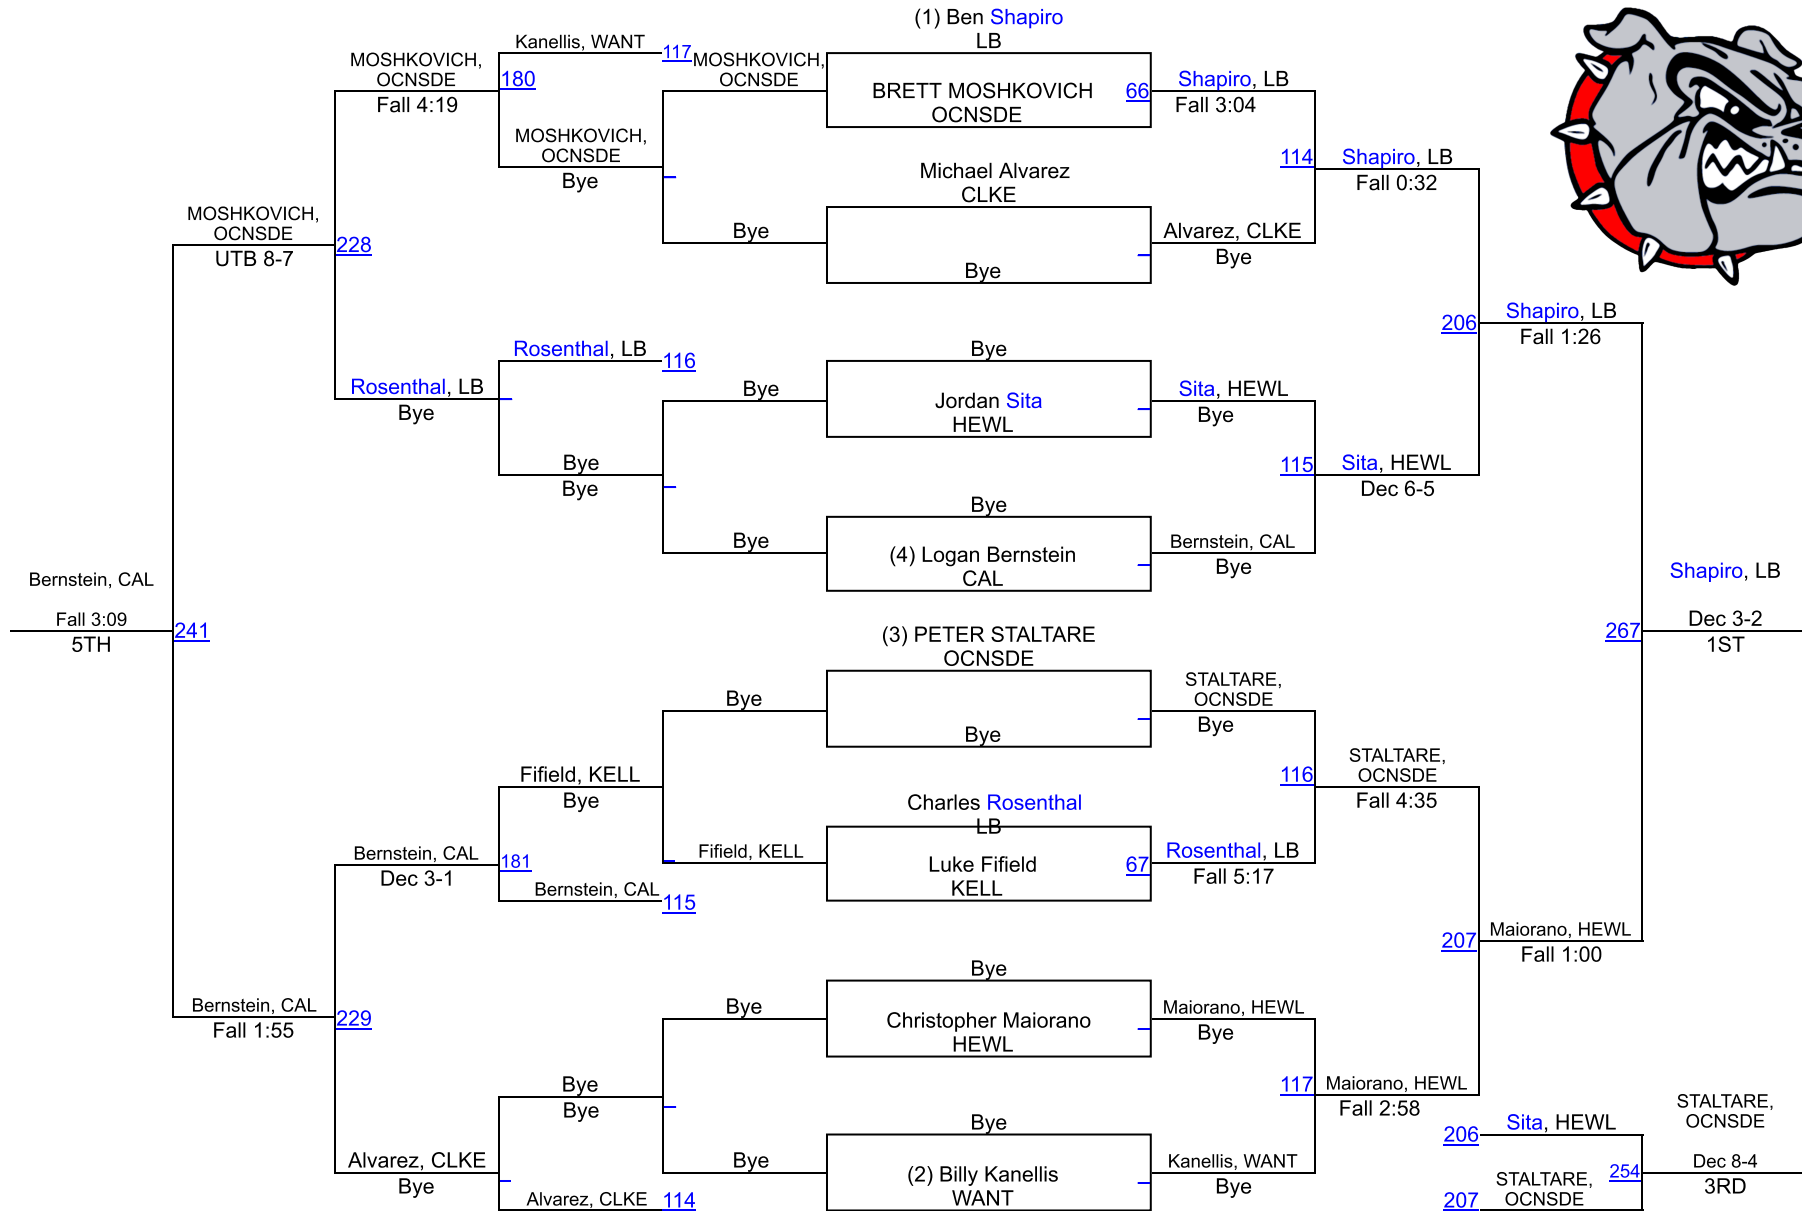 (1) Ben Shapiro
LB
Kanellis, WANT
117
MOSHKOVICH,
OCNSDE
180
Fall 4:19
MOSHKOVICH,
OCNSDE
BRETT MOSHKOVICH
OCNSDE
66
Shapiro, LB
Fall 3:04
MOSHKOVICH,
OCNSDE
Bye
Michael Alvarez
CLKE
114
Shapiro, LB
Fall 0:32
Bye
Bye
Alvarez, CLKE
Bye
MOSHKOVICH,
OCNSDE
UTB 8-7
228
206
Shapiro, LB
Fall 1:26
Rosenthal, LB
116
Rosenthal, LB
Bye
Bye
Bye
Jordan Sita
HEWL
Sita, HEWL
Bye
Bye
Bye
115
Sita, HEWL
Dec 6-5
Bye
Bye
(4) Logan Bernstein
CAL
Bernstein, CAL
Bye
Bernstein, CAL
Fall 3:09
5TH
241
Shapiro, LB
267
Dec 3-2
1ST
(3) PETER STALTARE
OCNSDE
Bye
Bye
STALTARE,
OCNSDE
Bye
Fifield, KELL
Bye
116
STALTARE,
OCNSDE
Fall 4:35
Charles Rosenthal
LB
Bernstein, CAL
Dec 3-1
181
Fifield, KELL
Luke Fifield
KELL
67
Rosenthal, LB
Fall 5:17
Bernstein, CAL
115
207
Maiorano, HEWL
Fall 1:00
Bernstein, CAL
Fall 1:55
229
Bye
Bye
Christopher Maiorano
HEWL
Maiorano, HEWL
Bye
Bye
Bye
117
Maiorano, HEWL
Fall 2:58
Bye
Bye
(2) Billy Kanellis
WANT
Kanellis, WANT
Bye
Alvarez, CLKE
Bye
Alvarez, CLKE
114
206
Sita, HEWL
STALTARE,
OCNSDE
207
STALTARE,
OCNSDE
254
Dec 8-4
3RD